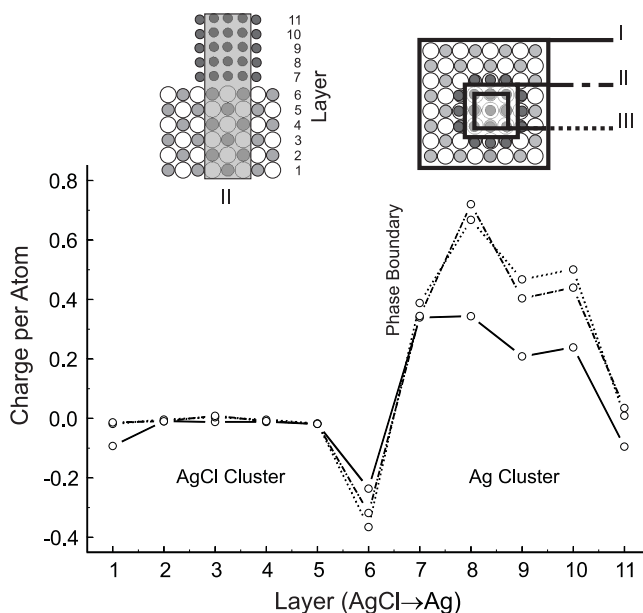 11
10
9
8
7
6
5
4
3
2
1
Layer
II
I
II
III
0.8
0.6
0.4
0.2
0.0
-0.2
-0.4
Charge per Atom
Phase Boundary
AgCl Cluster
Ag Cluster
1 2 3 4 5 6 7 8 9 10 11
Layer (AgCl→Ag)